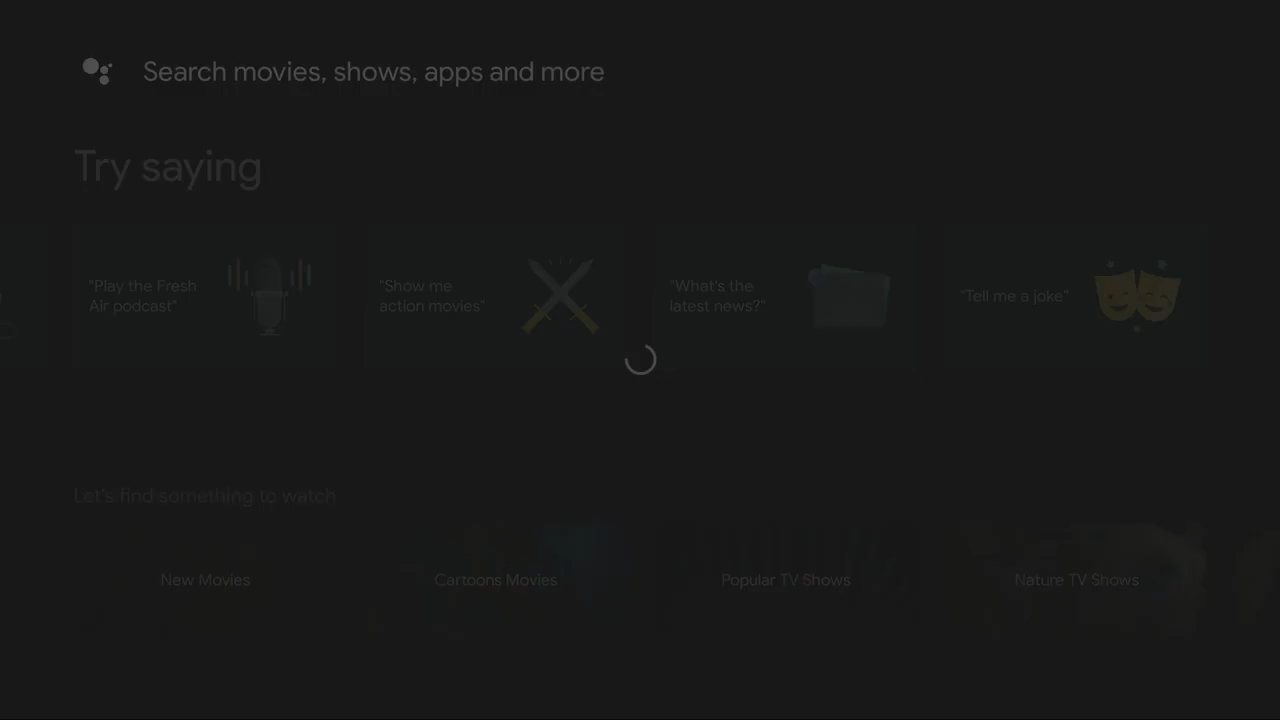 Search movies, shows, apps and more
Try saying
"Play the Fresh
Air podcast"
"Show me
action movies"
"What's the
latest news?"
"Tell me a joke"
Let's find something to watch
New Movies
Cartoons Movies
Popular TV Shows
Nature TV Shows